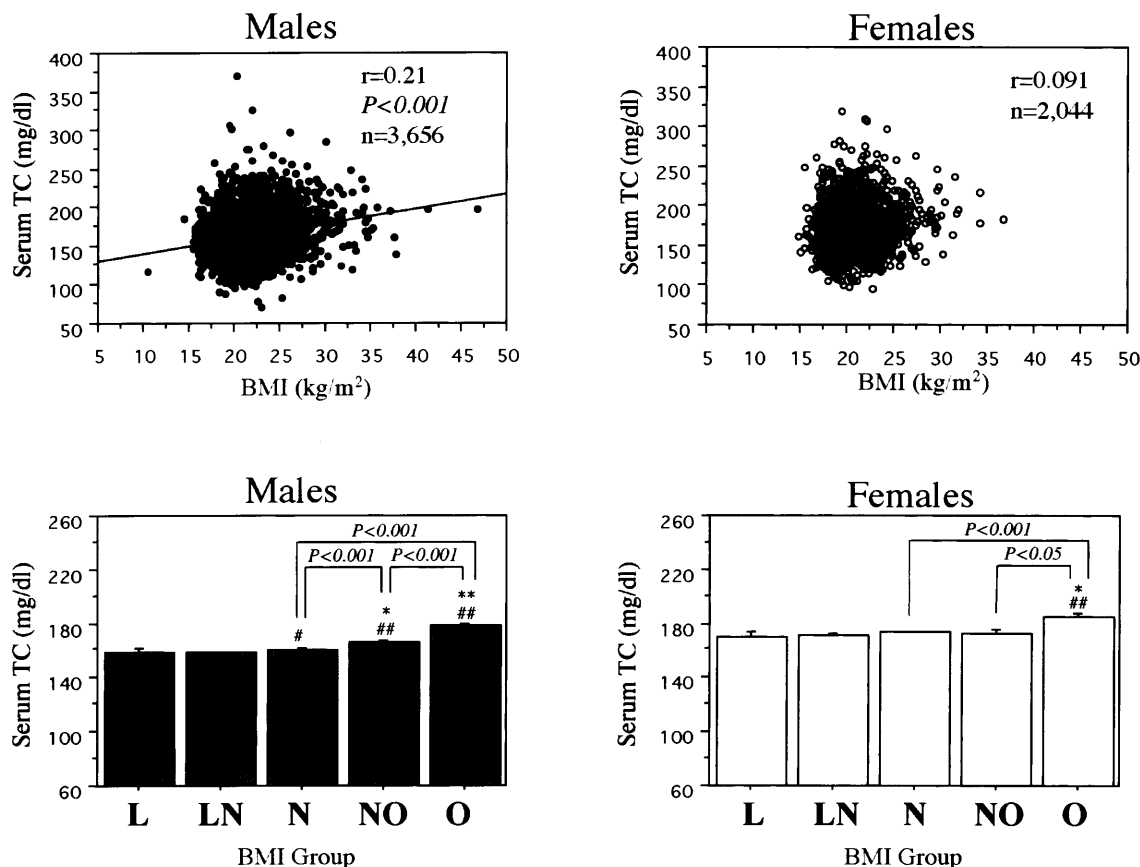 Males
Serum TC (mg/dl)
400
350
300
250
200
150
100
50
r=0.21
P<0.001
n=3,656
5 10 15 20 25 30 35 40 45 50
BMI (kg/m²)
Females
Serum TC (mg/dl)
400
350
300
250
200
150
100
50
r=0.091
n=2,044
5 10 15 20 25 30 35 40 45 50
BMI (kg/m²)
Males
Serum TC (mg/dl)
260
220
180
140
100
60
P<0.001
P<0.001 P<0.001
#
*
##
**
##
L LN N NO O
BMI Group
Females
Serum TC (mg/dl)
260
220
180
140
100
60
P<0.001
P<0.05
*
##
L LN N NO O
BMI Group